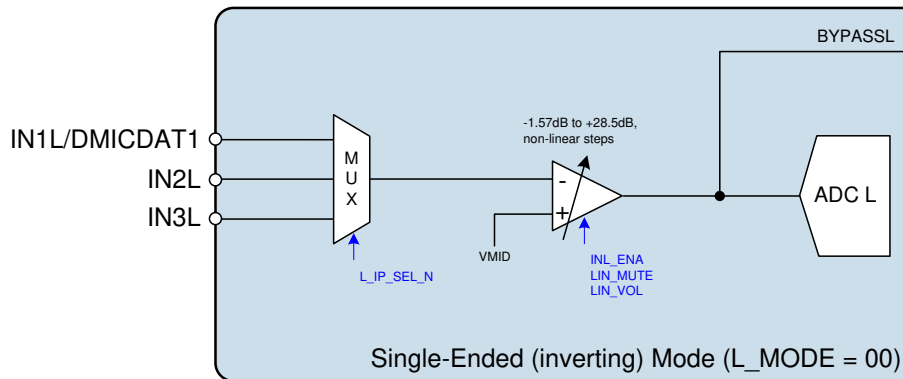 BYPASSL
-1.57dB to +28.5dB,
non-linear steps
IN1L/DMICDAT1
IN2L
IN3L
M
U
X
-
+
ADC L
VMID
L_IP_SEL_N
INL_ENA
LIN_MUTE
LIN_VOL
Single-Ended (inverting) Mode (L_MODE = 00)